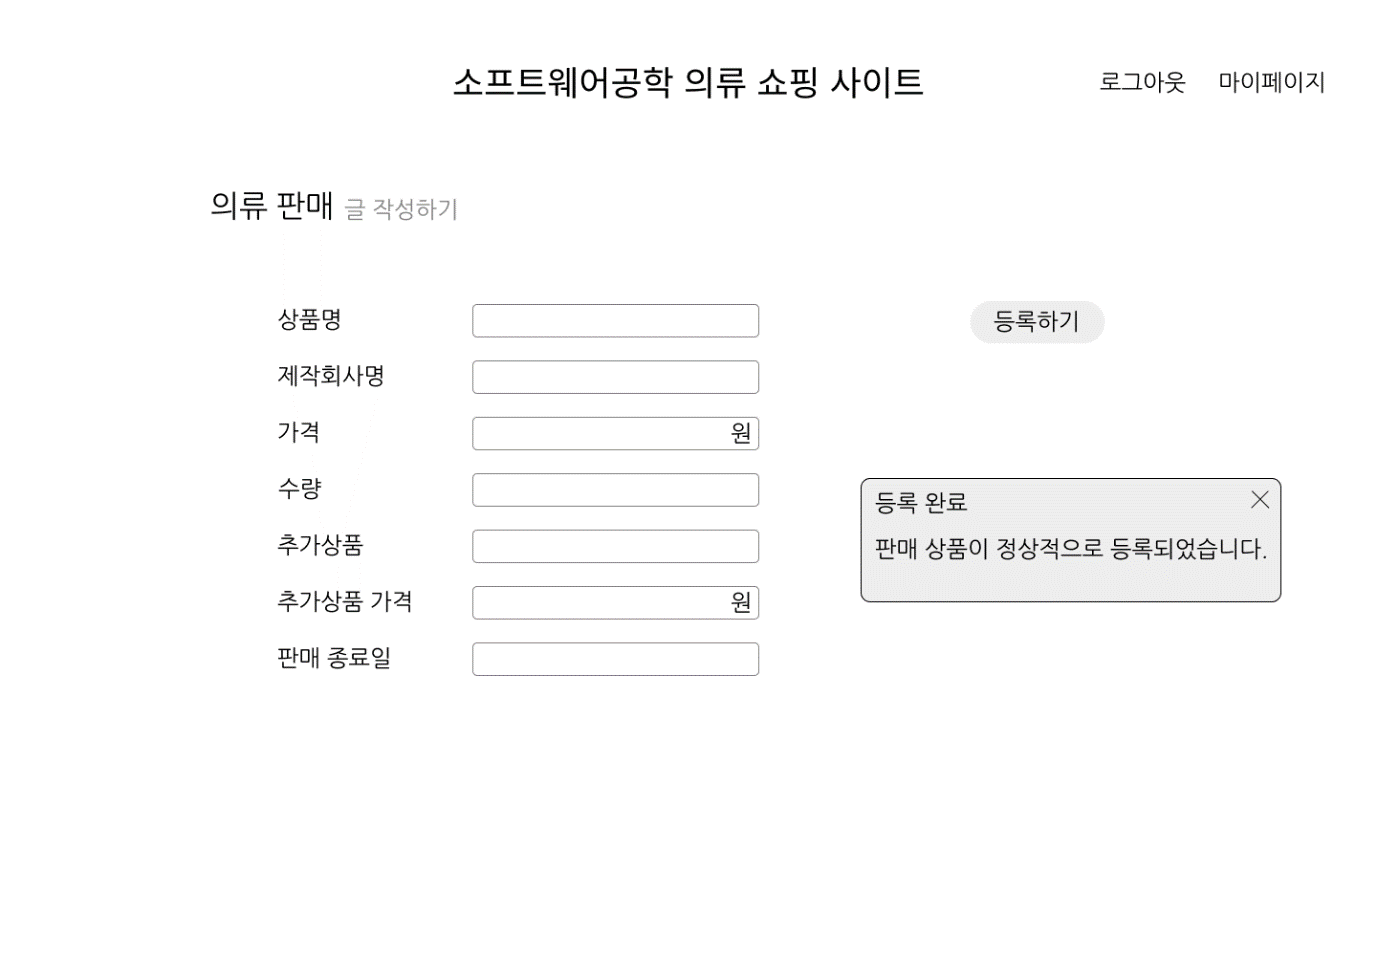 소프트웨어공학 의류 쇼핑 사이트
로그아웃 마이페이지
의류 판매 글 작성하기
상품명
등록하기
제작회사명
가격 원
수량
추가상품
추가상품 가격 원
판매 종료일
등록 완료
판매 상품이 정상적으로 등록되었습니다.